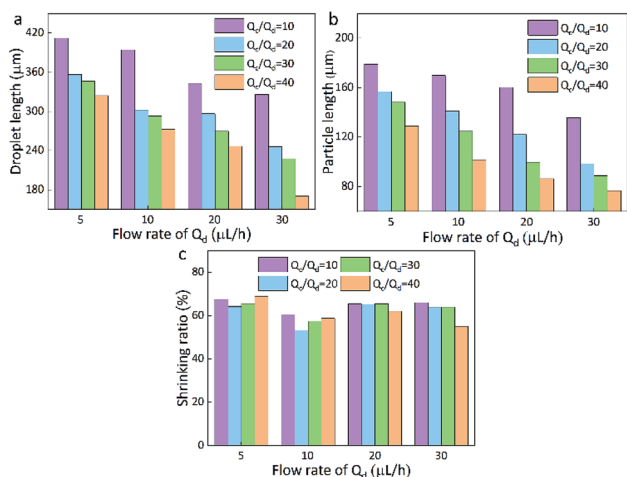 a
Droplet length (μm)
420
360
300
240
180
Qc/Qd=10
Qc/Qd=20
Qc/Qd=30
Qc/Qd=40
5 10 20 30
Flow rate of Qd (μL/h)
b
Particle length (μm)
200
160
120
80
Qc/Qd=10
Qc/Qd=20
Qc/Qd=30
Qc/Qd=40
5 10 20 30
Flow rate of Qd (μL/h)
c
Shrinking ratio (%)
80
60
40
20
0
Qc/Qd=10 Qc/Qd=30
Qc/Qd=20 Qc/Qd=40
5 10 20 30
Flow rate of Qd (μL/h)